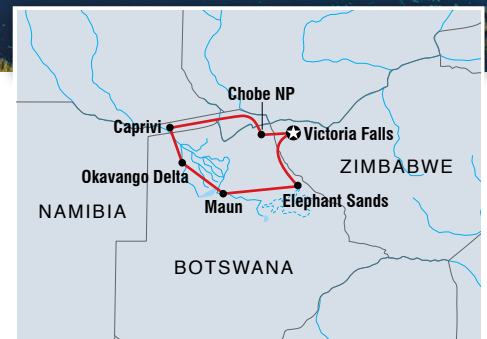 Chobe NP
Caprivi
Victoria Falls
ZIMBABWE
Okavango Delta
Elephant Sands
NAMIBIA
Maun
BOTSWANA